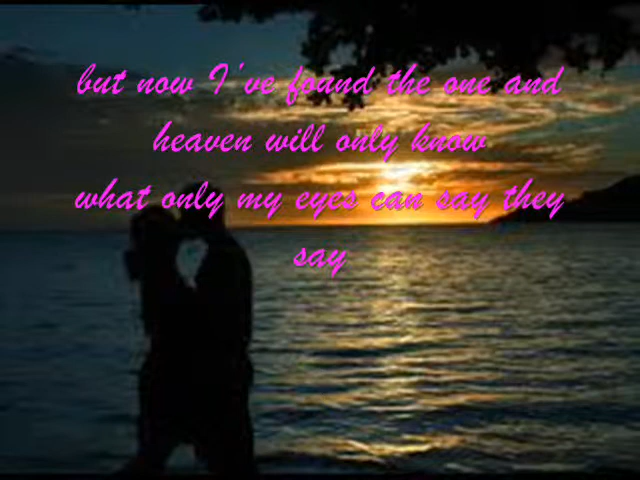 but now I've found the one and
heaven will only know
what only my eyes can say they
say